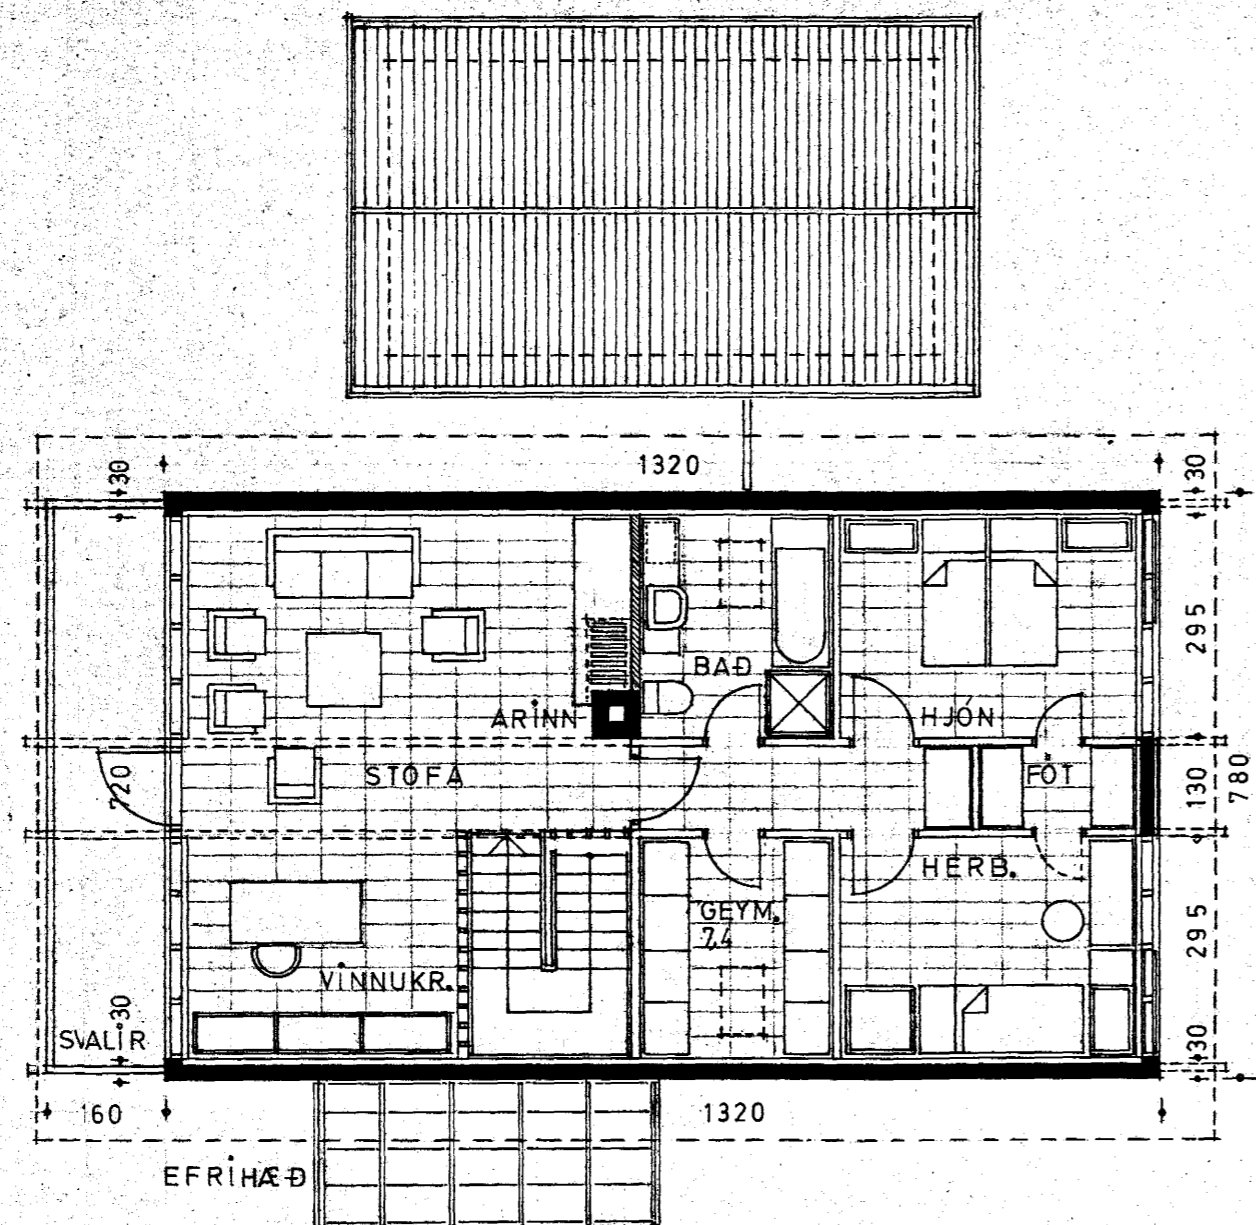 1320
30
30
295
BAÐ
ARINN
HJÓN
STOFA
FÖT
720
130
780
HERB.
GEYM.
7.4
295
VINNUKR.
30
SVALIR
30
160
1320
EFRIHÆÐ